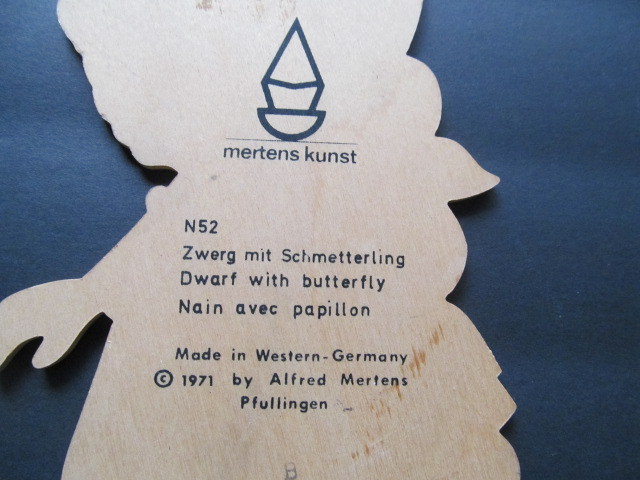 mertens kunst
N52
Zwerg mit Schmetterling
Dwarf with butterfly
Nain avec papillon
Made in Western-Germany
© 1971 by Alfred Mertens
Pfullingen
B